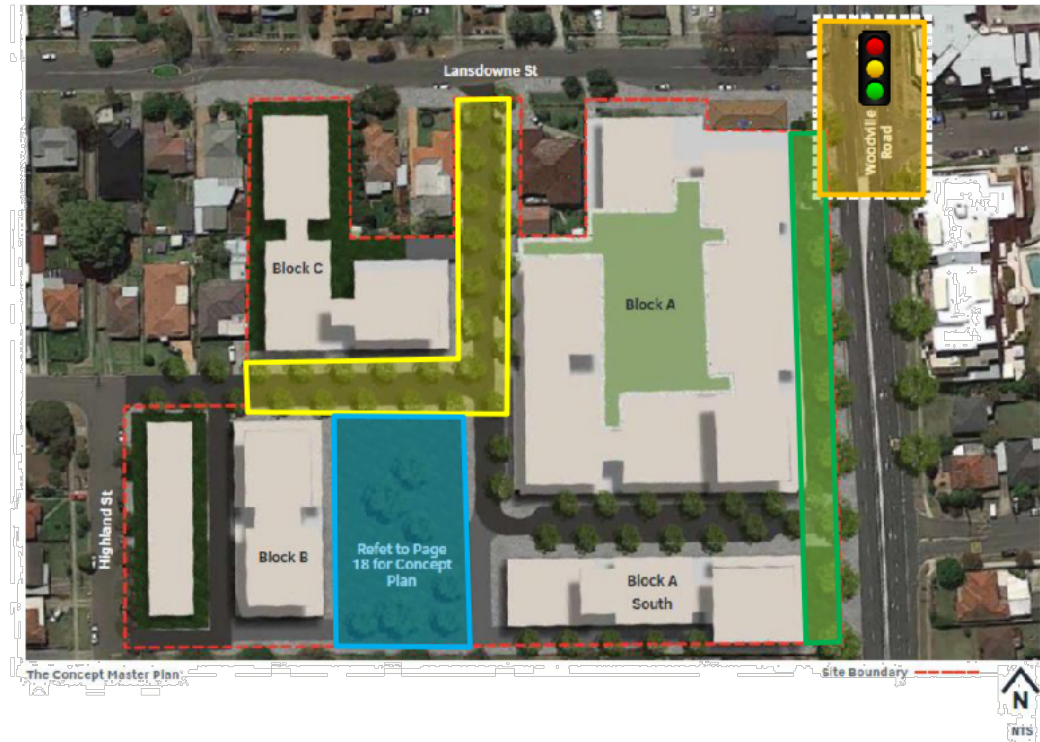 Lansdowne St
Woodville
Road
Block C
Block A
Highland St
Block B
Refet to Page
18 for Concept
Plan
Block A
South
The Concept Master Plan
Site Boundary
N
NTS